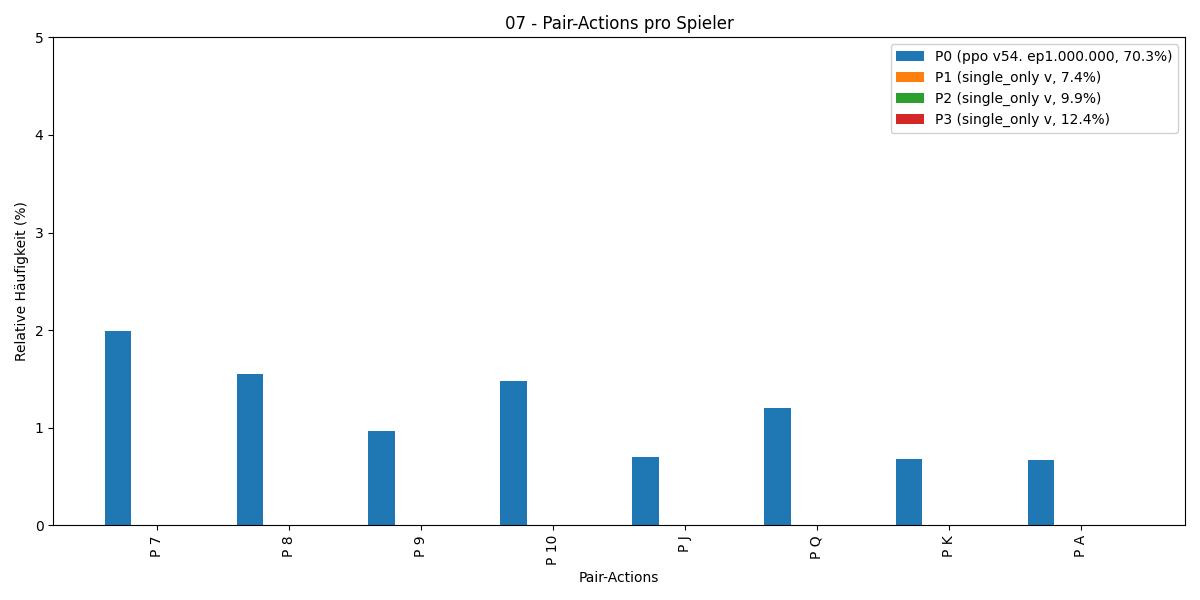 07 - Pair-Actions pro Spieler
P0 (ppo v54. ep1.000.000, 70.3%)
P1 (single_only v, 7.4%)
P2 (single_only v, 9.9%)
P3 (single_only v, 12.4%)
Relative Häufigkeit (%)
5
4
3
2
1
0
P 7
P 8
P 9
P 10
P J
P Q
P K
P A
Pair-Actions